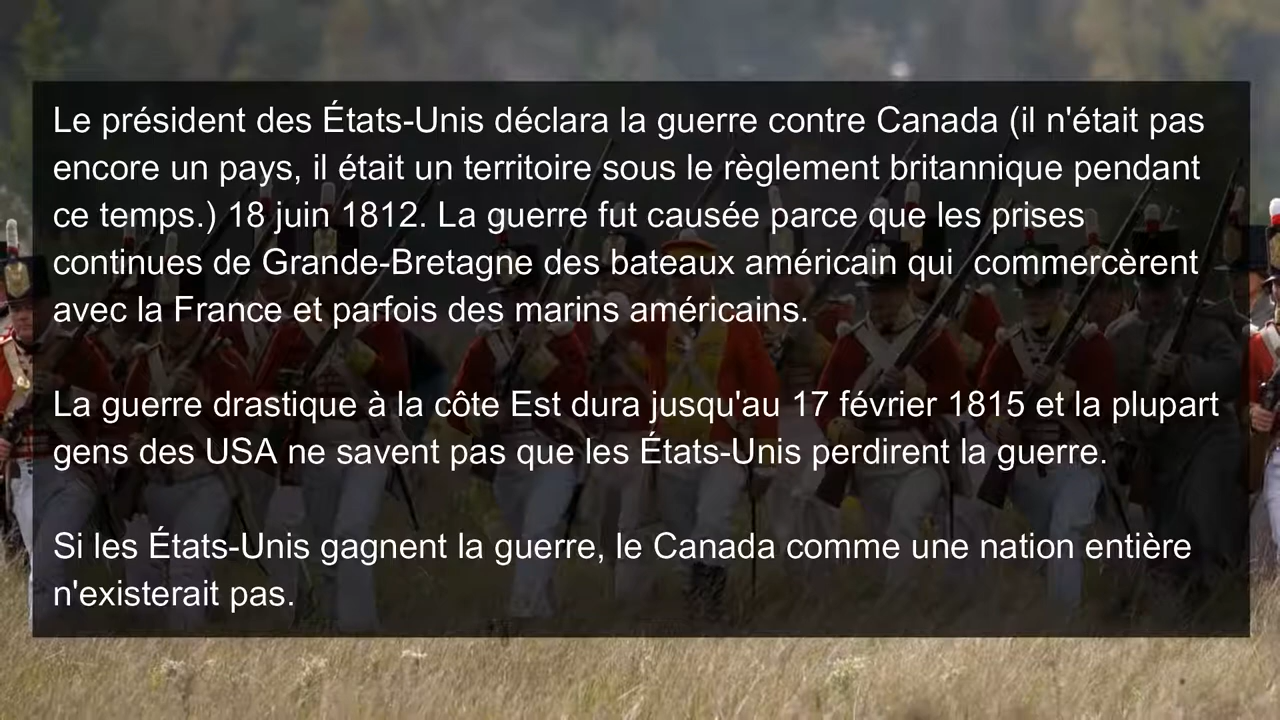 Le président des États-Unis déclara la guerre contre Canada (il n'était pas
encore un pays, il était un territoire sous le règlement britannique pendant
ce temps.) 18 juin 1812. La guerre fut causée parce que les prises
continues de Grande-Bretagne des bateaux américain qui  commercèrent
avec la France et parfois des marins américains.
La guerre drastique à la côte Est dura jusqu'au 17 février 1815 et la plupart
gens des USA ne savent pas que les États-Unis perdirent la guerre.
Si les États-Unis gagnent la guerre, le Canada comme une nation entière
n'existerait pas.